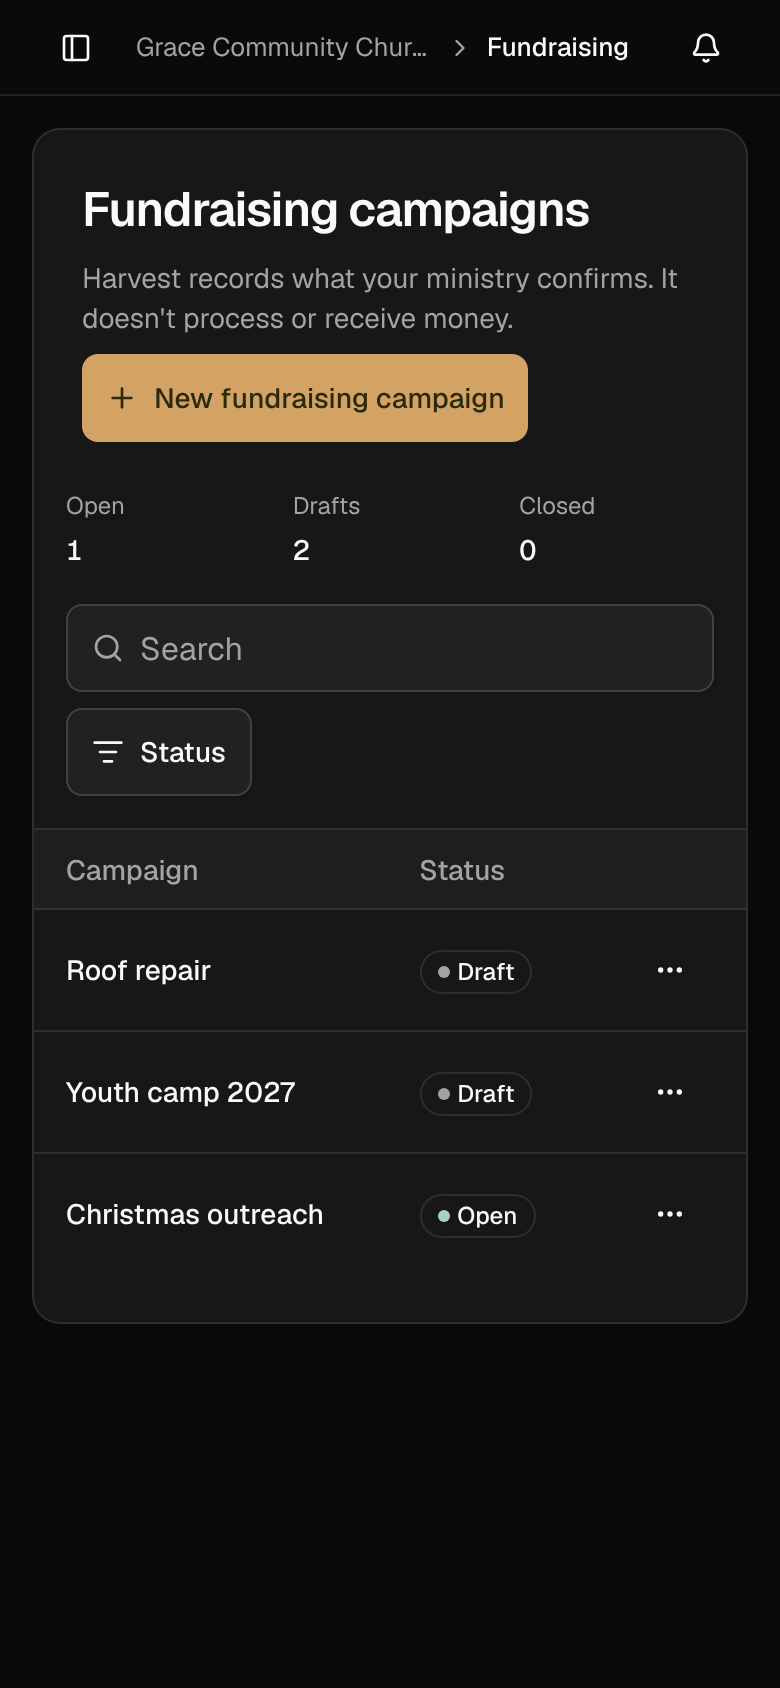 Grace Community Chur... > Fundraising
Fundraising campaigns
Harvest records what your ministry confirms. It
doesn't process or receive money.
+ New fundraising campaign
Open Drafts Closed
1 2 0
Search
Status
Campaign Status
Roof repair Draft
Youth camp 2027 Draft
Christmas outreach Open